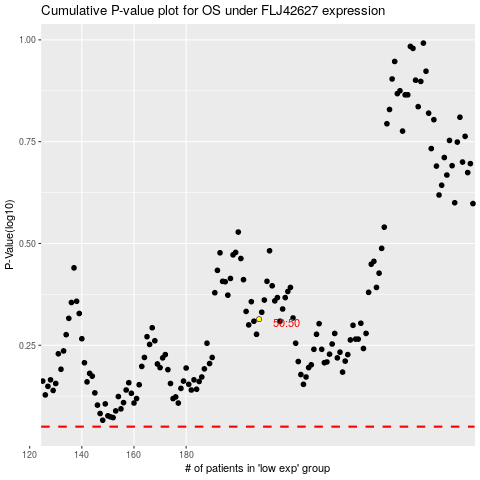 Cumulative P-value plot for OS under FLJ42627 expression
P-Value(log10)
1.00
0.75
0.50
0.25
50:50
120 140 160 180
# of patients in 'low exp' group